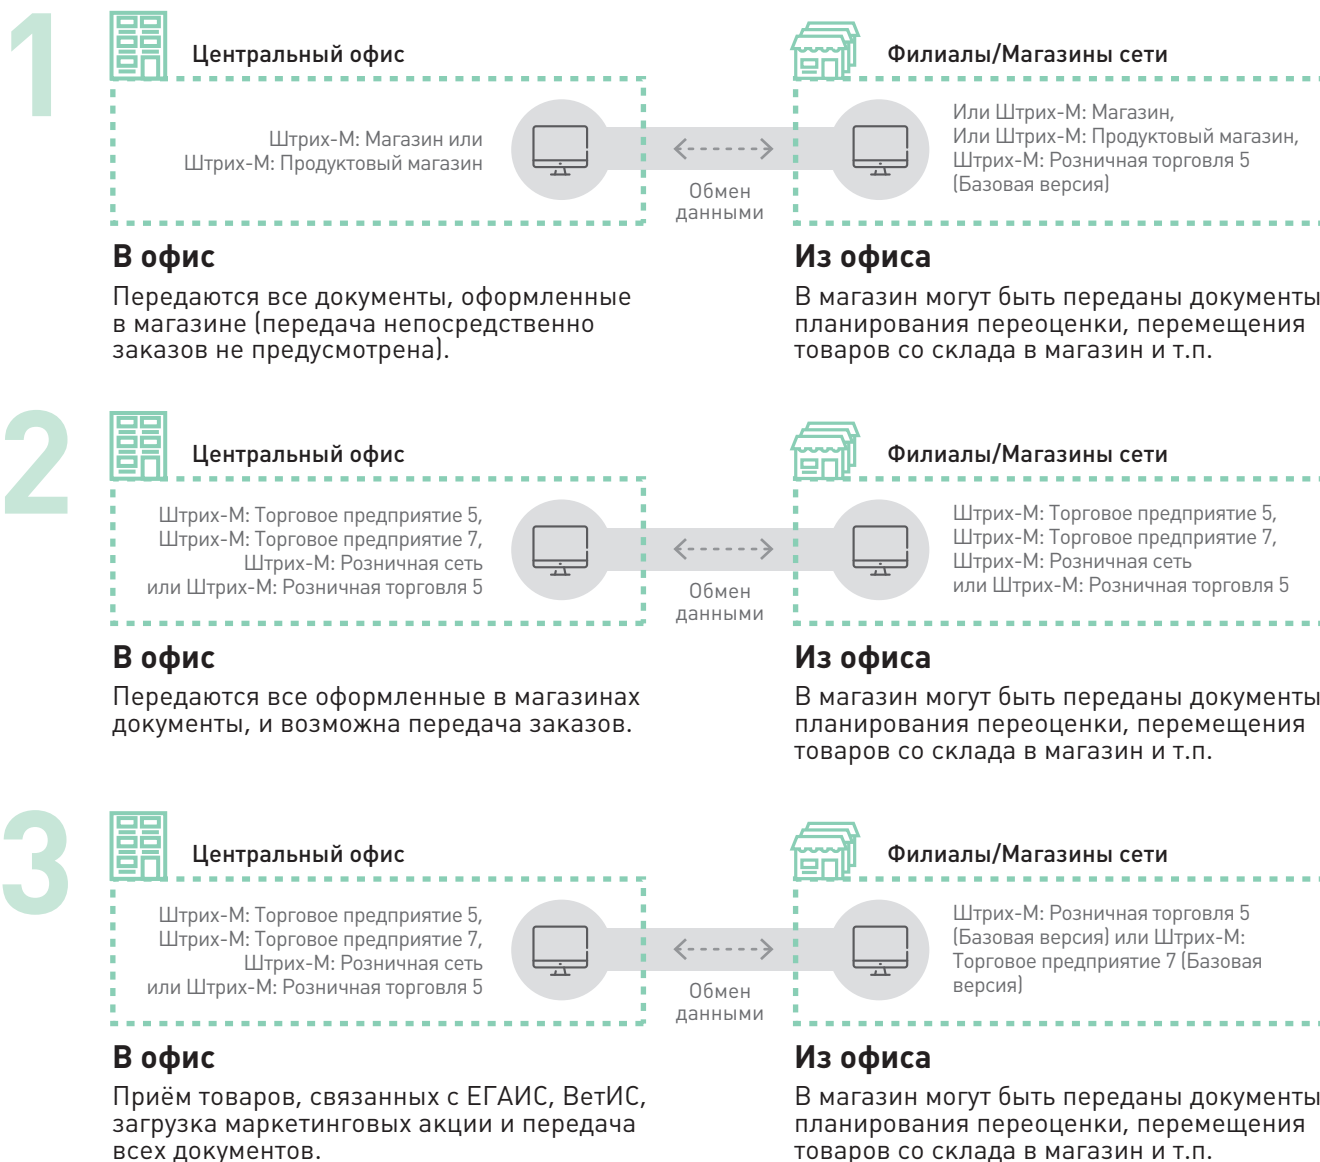 1
Центральный офис
Штрих-М: Магазин или
Штрих-М: Продуктовый магазин
Обмен
данными
Филиалы/Магазины сети
Или Штрих-М: Магазин,
Или Штрих-М: Продуктовый магазин,
Штрих-М: Розничная торговля 5
(Базовая версия)
В офис
Передаются все документы, оформленные
в магазине (передача непосредственно
заказов не предусмотрена).
Из офиса
В магазин могут быть переданы документы
планирования переоценки, перемещения
товаров со склада в магазин и т.п.
2
Центральный офис
Штрих-М: Торговое предприятие 5,
Штрих-М: Торговое предприятие 7,
Штрих-М: Розничная сеть
или Штрих-М: Розничная торговля 5
Обмен
данными
Филиалы/Магазины сети
Штрих-М: Торговое предприятие 5,
Штрих-М: Торговое предприятие 7,
Штрих-М: Розничная сеть
или Штрих-М: Розничная торговля 5
В офис
Передаются все оформленные в магазинах
документы, и возможна передача заказов.
Из офиса
В магазин могут быть переданы документы
планирования переоценки, перемещения
товаров со склада в магазин и т.п.
3
Центральный офис
Штрих-М: Торговое предприятие 5,
Штрих-М: Торговое предприятие 7,
Штрих-М: Розничная сеть
или Штрих-М: Розничная торговля 5
Обмен
данными
Филиалы/Магазины сети
Штрих-М: Розничная торговля 5
(Базовая версия) или Штрих-М:
Торговое предприятие 7 (Базовая
версия)
В офис
Приём товаров, связанных с ЕГАИС, ВетИС,
загрузка маркетинговых акции и передача
всех документов.
Из офиса
В магазин могут быть переданы документы
планирования переоценки, перемещения
товаров со склада в магазин и т.п.